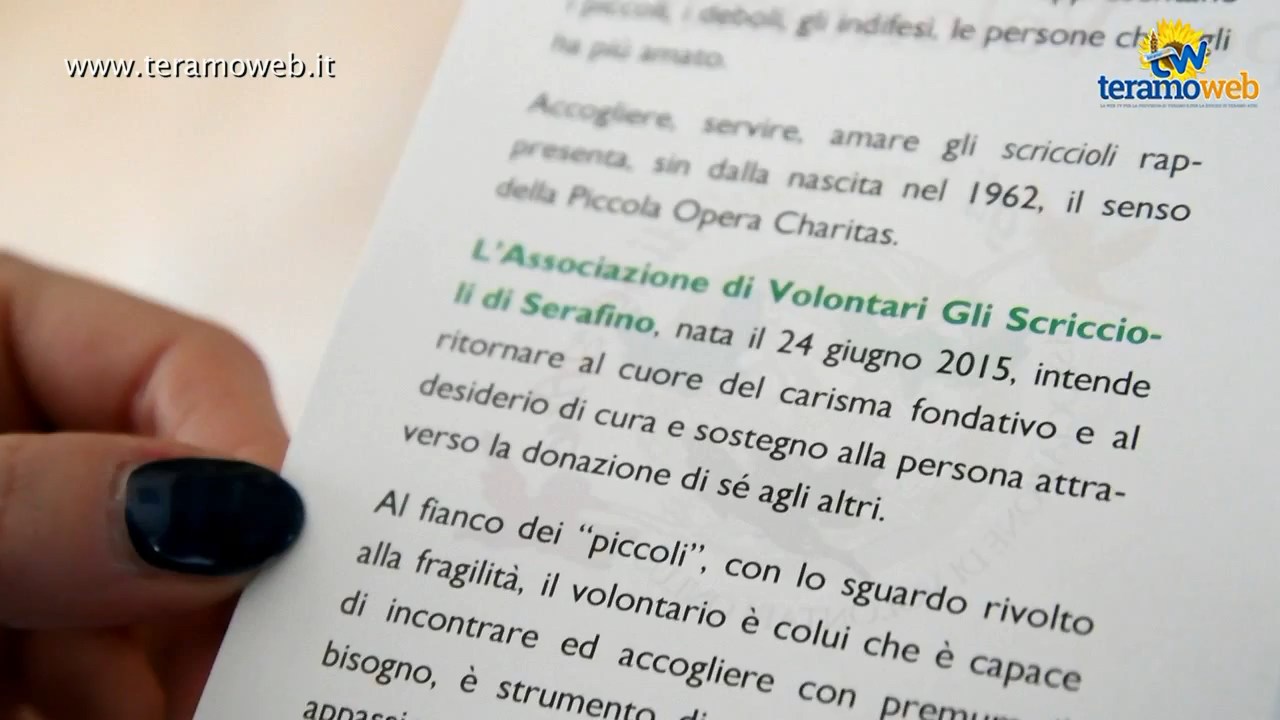 www.teramoweb.it
tw
teramoweb
i piccoli, i deboli, gli indifesi, le persone che egli
ha più amato.
Accogliere, servire, amare gli scriccioli rap-
presenta, sin dalla nascita nel 1962, il senso
della Piccola Opera Charitas.
L'Associazione di Volontari Gli Scriccio-
li di Serafino, nata il 24 giugno 2015, intende
ritornare al cuore del carisma fondativo e al
desiderio di cura e sostegno alla persona attra-
verso la donazione di sé agli altri.
Al fianco dei “piccoli”, con lo sguardo rivolto
alla fragilità, il volontario è colui che è capace
di incontrare ed accogliere con
bisogno, è strumento